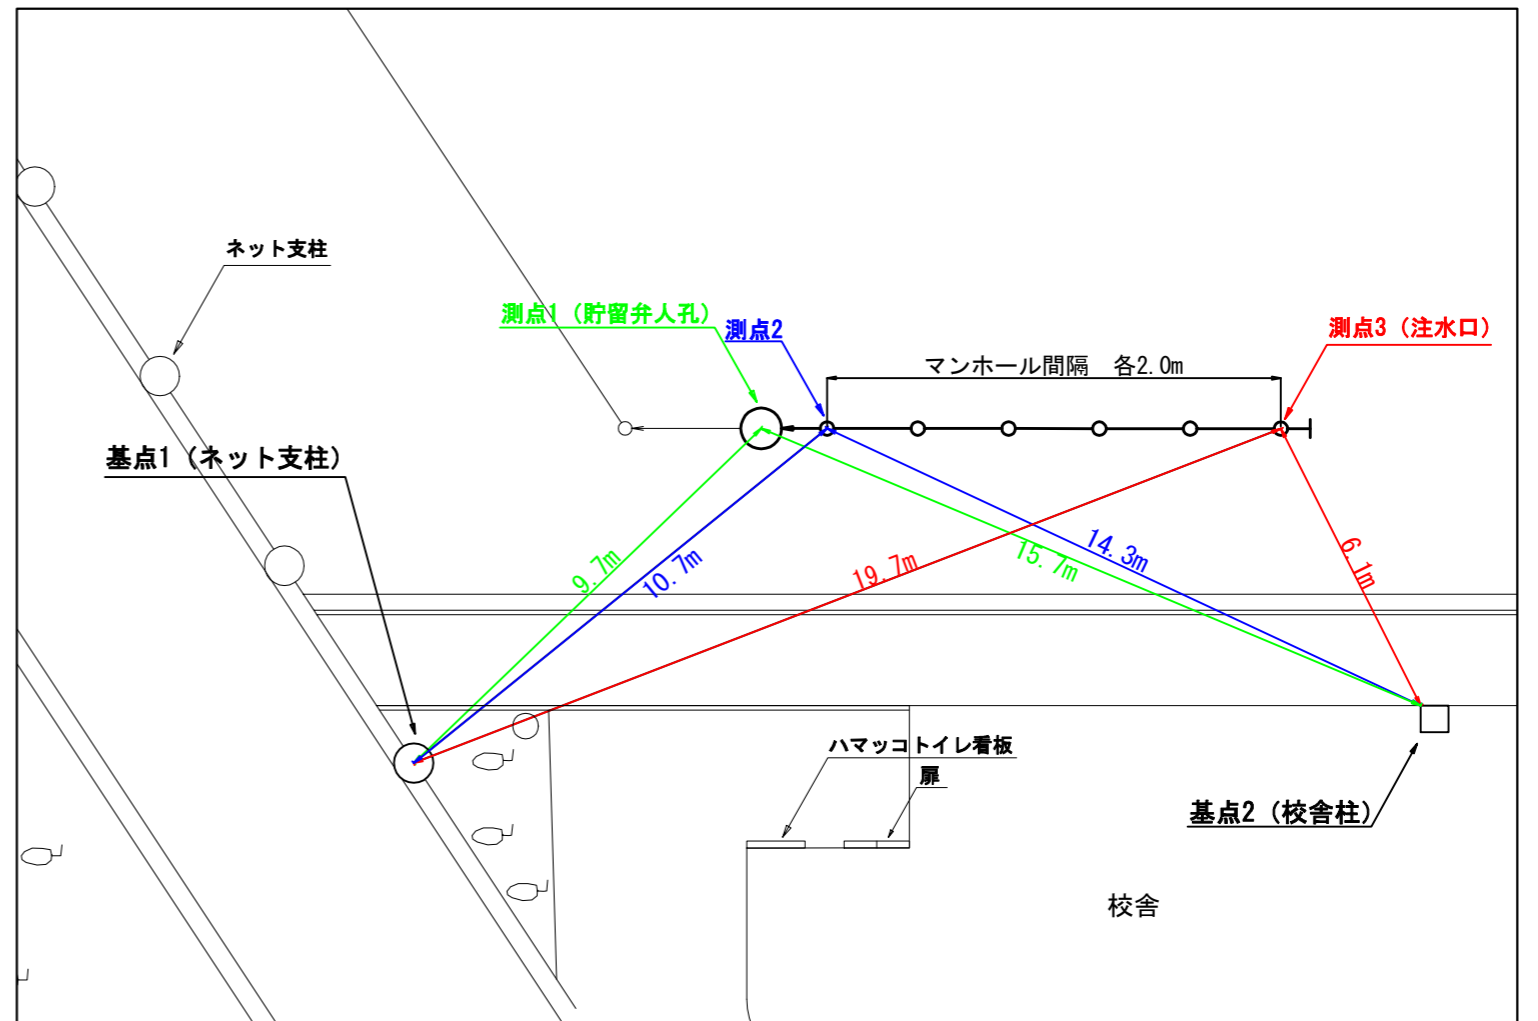 ネット支柱
測点1（貯留弁人孔）
測点2
測点3（注水口）
マンホール間隔　各2.0m
基点1（ネット支柱）
9.7m
10.7m
19.7m
15.7m
14.3m
6.1m
ハマッコトイレ看板
扉
基点2（校舎柱）
校舎